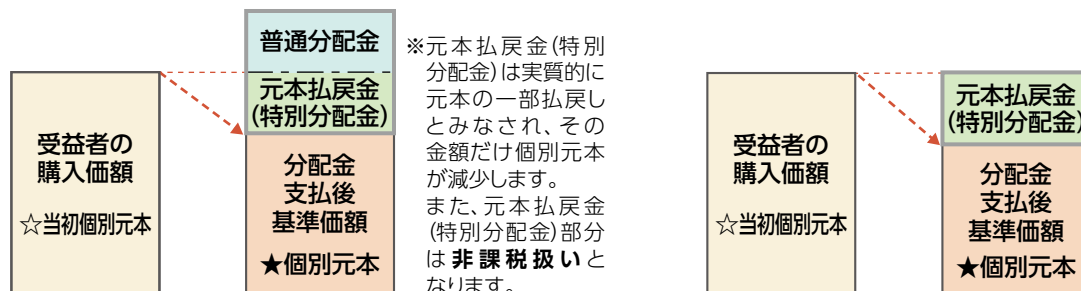 受益者の
購入価額
☆当初個別元本
普通分配金
元本払戻金
(特別分配金)
分配金
支払後
基準価額
★個別元本
※元本払戻金(特別
分配金)は実質的に
元本の一部払戻し
とみなされ、その
金額だけ個別元本
が減少します。
また、元本払戻金
(特別分配金)部分
は非課税扱いと
なります。
受益者の
購入価額
☆当初個別元本
元本払戻金
(特別分配金)
分配金
支払後
基準価額
★個別元本